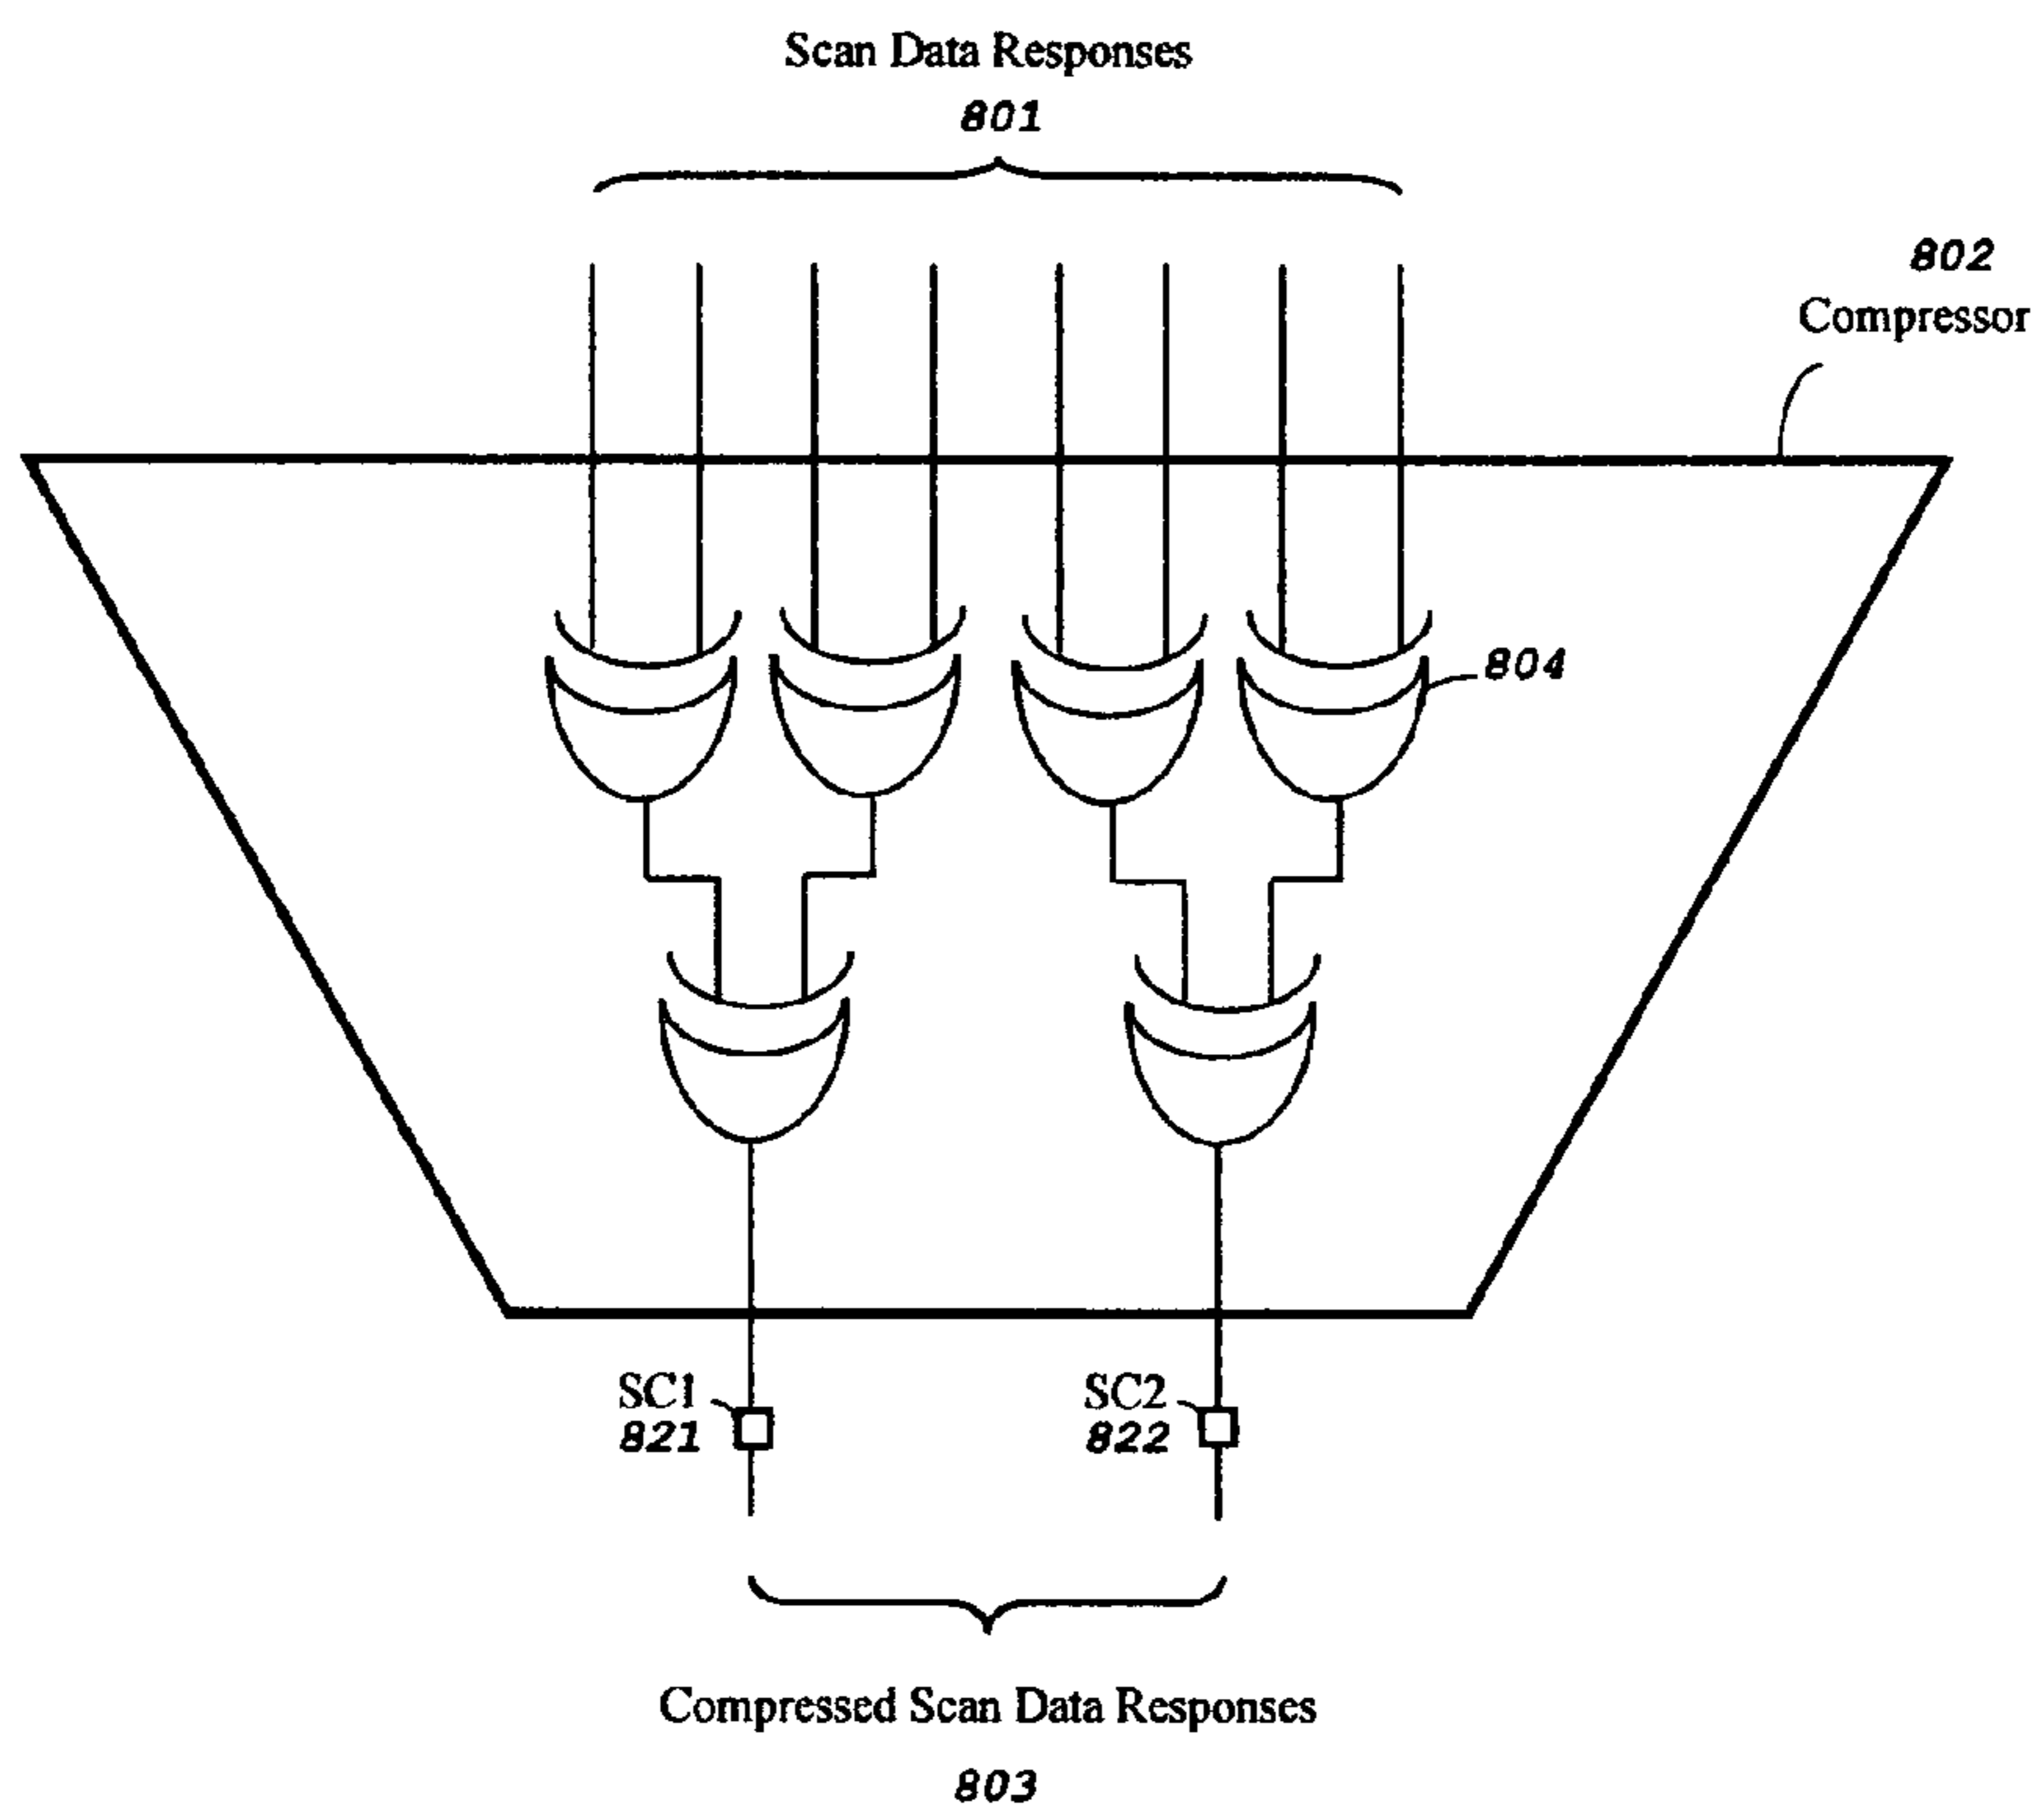 Scan Data Responses
801
802
Compressor
804
SC1
821
SC2
822
Compressed Scan Data Responses
803